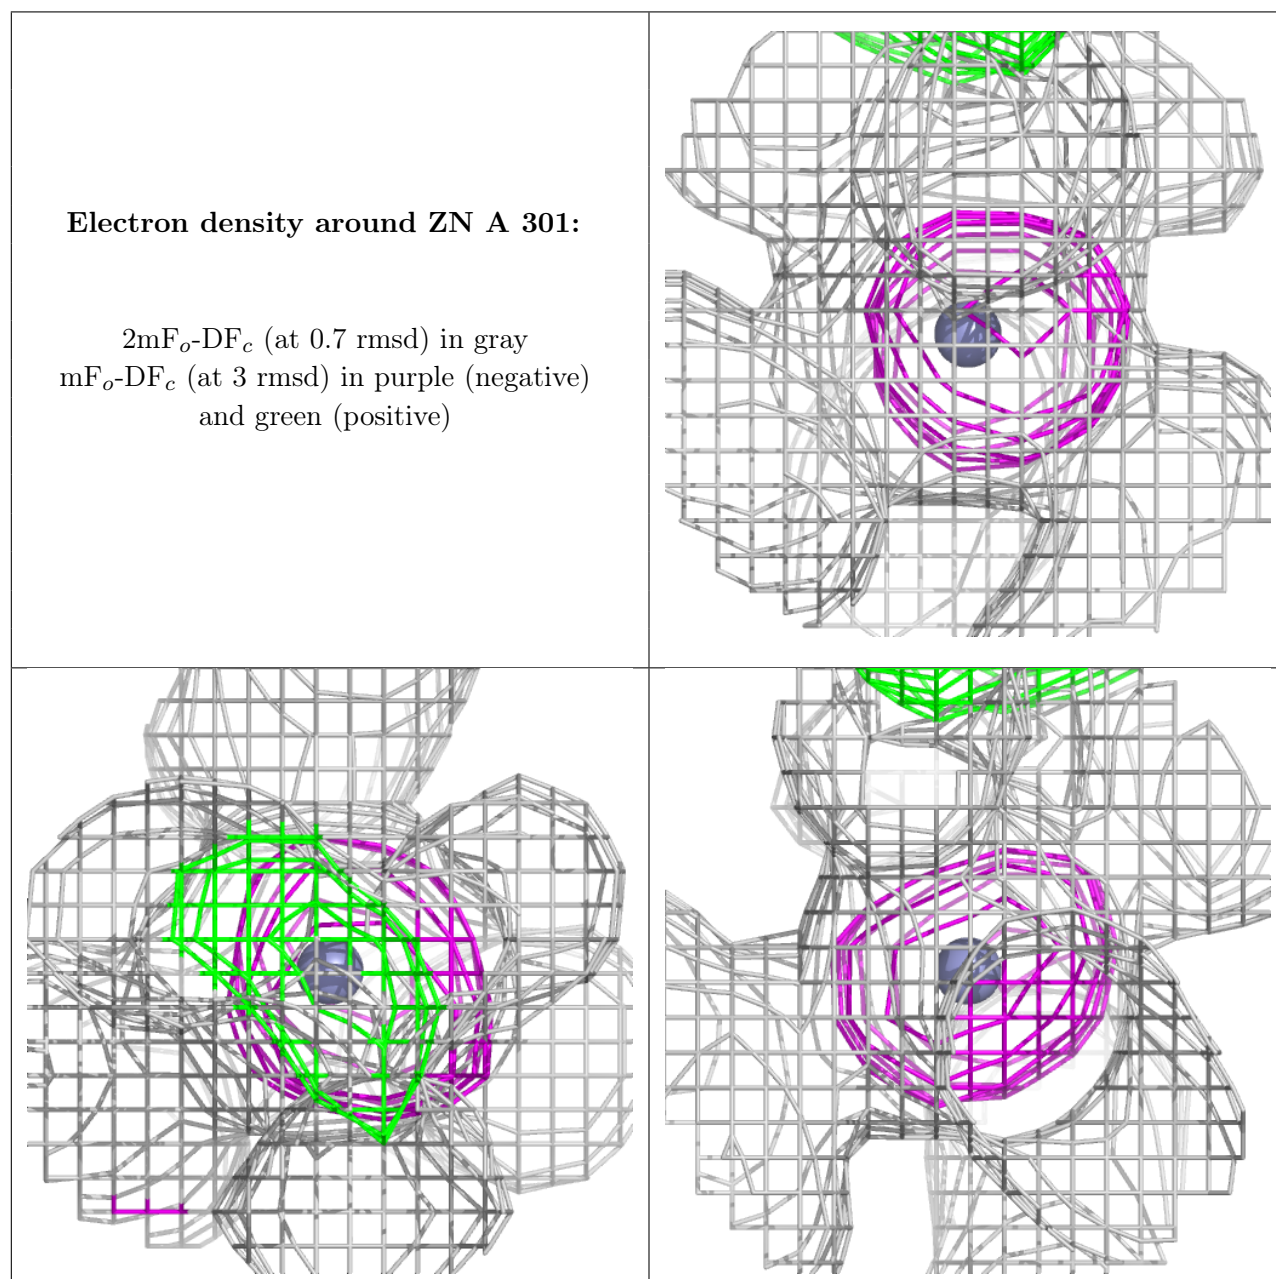 Electron density around ZN A 301:
2mFo-DFc (at 0.7 rmsd) in gray
mFo-DFc (at 3 rmsd) in purple (negative)
and green (positive)